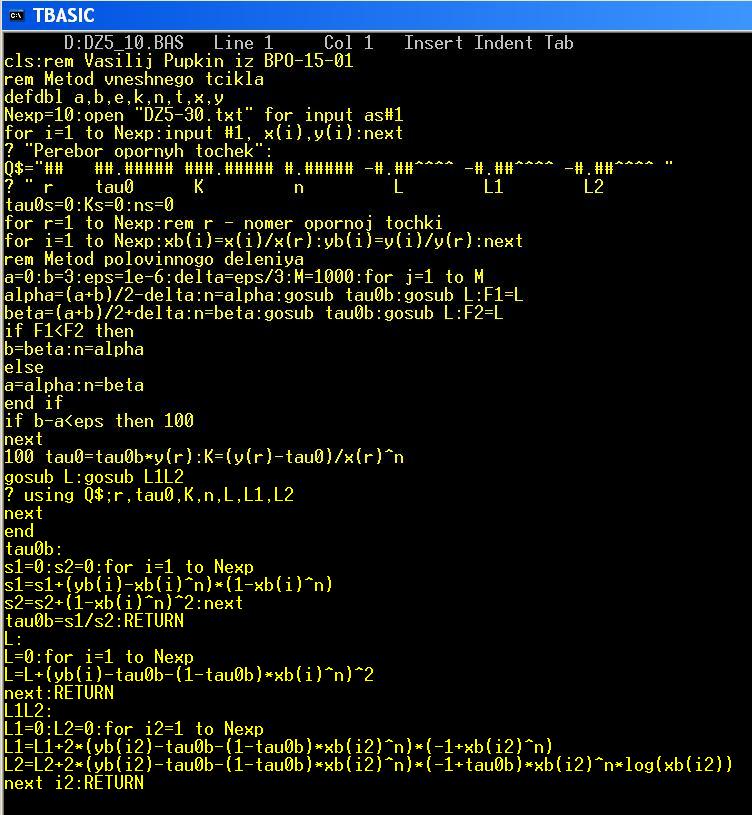 TBASIC
D:DZ5_10.BAS Line 1 Col 1 Insert Indent Tab
cls:rem Vasilij Pupkin iz BPO-15-01
rem Metod vneshnego tcikla
defdbl a,b,e,k,n,t,x,y
Nexp=10:open "DZ5-30.txt" for input as#1
for i=1 to Nexp:input #1, x(i),y(i):next
? "Perebor opornyh tochek":
Q$="## ##.##### ###.##### #.##### -#.##^^^^ -#.##^^^^ -#.##^^^^ "
? " r tau0 K n L L1 L2
tau0s=0:Ks=0:ns=0
for r=1 to Nexp:rem r - nomer opornoj tochki
for i=1 to Nexp:xb(i)=x(i)/x(r):yb(i)=y(i)/y(r):next
rem Metod polovinnogo deleniya
a=0:b=3:eps=1e-6:delta=eps/3:M=1000:for j=1 to M
alpha=(a+b)/2-delta:n=alpha:gosub tau0b:gosub L:F1=L
beta=(a+b)/2+delta:n=beta:gosub tau0b:gosub L:F2=L
if F1<F2 then
b=beta:n=alpha
else
a=alpha:n=beta
end if
if b-a<eps then 100
next
100 tau0=tau0b*y(r):K=(y(r)-tau0)/x(r)^n
gosub L:gosub L1L2
? using Q$;r,tau0,K,n,L,L1,L2
next
end
tau0b:
s1=0:s2=0:for i=1 to Nexp
s1=s1+(yb(i)-xb(i)^n)*(1-xb(i)^n)
s2=s2+(1-xb(i)^n)^2:next
tau0b=s1/s2:RETURN
L:
L=0:for i=1 to Nexp
L=L+(yb(i)-tau0b-(1-tau0b)*xb(i)^n)^2
next:RETURN
L1L2:
L1=0:L2=0:for i2=1 to Nexp
L1=L1+2*(yb(i2)-tau0b-(1-tau0b)*xb(i2)^n)*(-1+xb(i2)^n)
L2=L2+2*(yb(i2)-tau0b-(1-tau0b)*xb(i2)^n)*(-1+tau0b)*xb(i2)^n*log(xb(i2))
next i2:RETURN